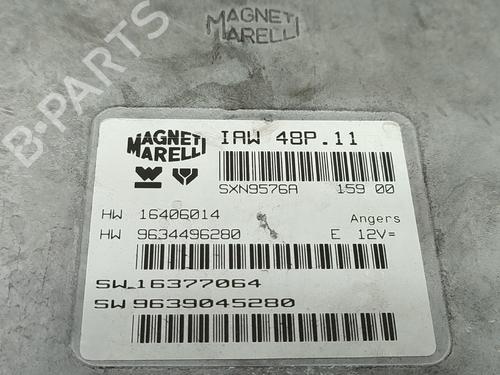 MAGNETI
MARELLI
B-PARTS
MAGNETI
MARELLI
IAW 48P.11
SXN9576A 159 00
HW 16406014 Angers
HW 9634496280 E 12V=
SW 16377064
SW 9639045280